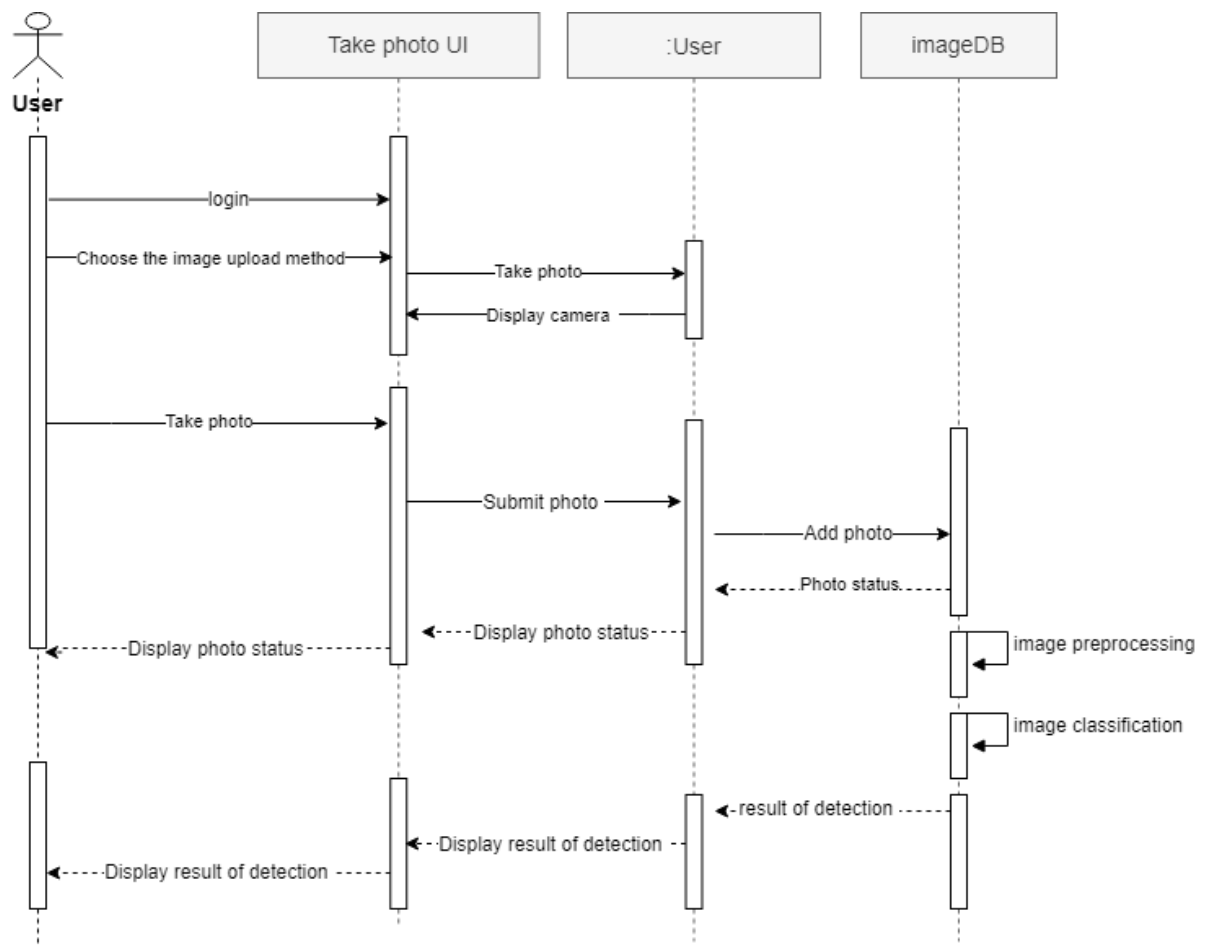 Take photo UI
:User
imageDB
User
login
Choose the image upload method
Take photo
Display camera
Take photo
Submit photo
Add photo
Photo status
Display photo status
Display photo status
image preprocessing
image classification
result of detection
Display result of detection
Display result of detection